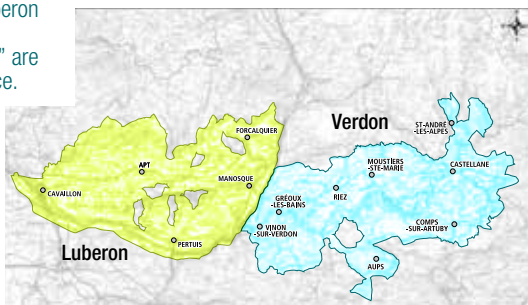 beron
” are
ce.
Verdon
ST-ANDRÉ
-LES-ALPES
FORCALQUIER
MOUSTIERS
-STE-MARIE
CASTELLANE
APT
MANOSQUE
CAVAILLON
RIEZ
GRÉOUX
-LES-BAINS
VINON
-SUR-VERDON
COMPS
-SUR-ARTUBY
PERTUIS
Luberon
AUPS